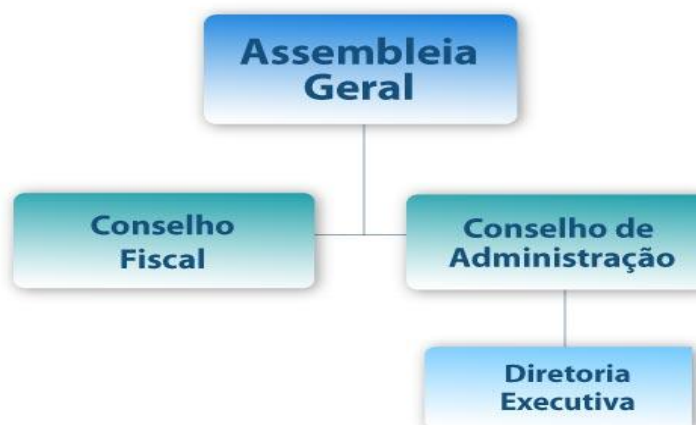 Assembleia
Geral
Conselho
Fiscal
Conselho de
Administração
Diretoria
Executiva